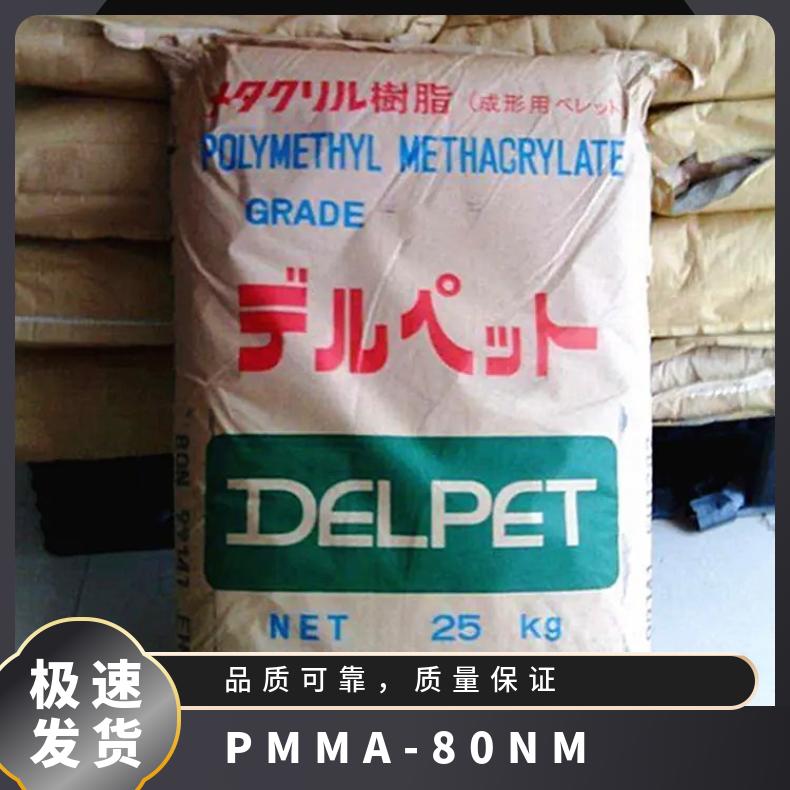 メタクリル樹脂（成形用ペレット
POLYMETHYL METHACRYLATE
GRADE
デルペット
DELPET
NET 25 kg
极速
发货
品质可靠，质量保证
PMMA-80NM